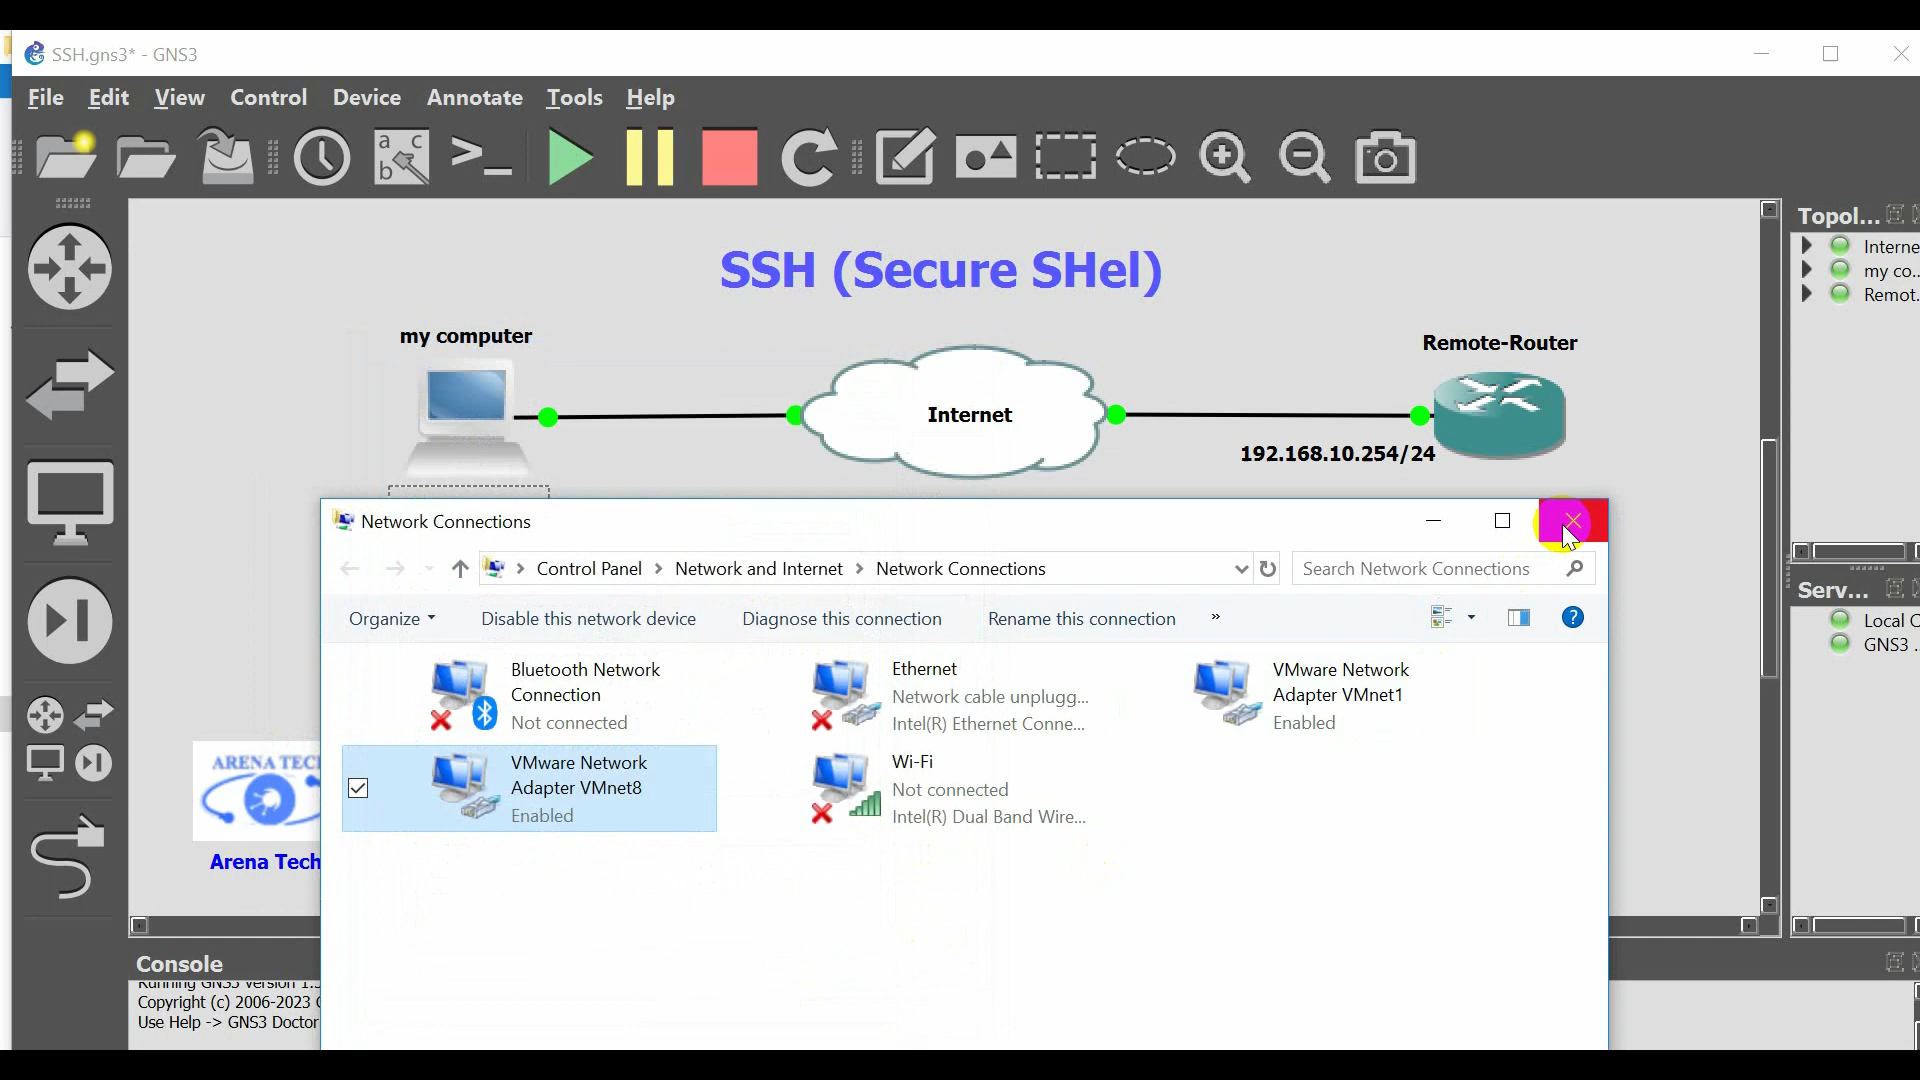 SSH.gns3* - GNS3
File Edit View Control Device Annotate Tools Help
a c
b
>_
Topol...
Interne
my co...
Remot.
SSH (Secure SHel)
my computer
Internet
Remote-Router
192.168.10.254/24
Network Connections
Control Panel > Network and Internet > Network Connections
Search Network Connections
Organize
Disable this network device
Diagnose this connection
Rename this connection
»
?
Serv...
Local C
GNS3 .
Bluetooth Network
Connection
Not connected
Ethernet
Network cable unplugg...
Intel(R) Ethernet Conne...
VMware Network
Adapter VMnet1
Enabled
VMware Network
Adapter VMnet8
Enabled
Wi-Fi
Not connected
Intel(R) Dual Band Wire...
ARENA TEC
Arena Tech
Console
Running GNS3 version
Copyright (c) 2006-2023
Use Help -> GNS3 Doctor